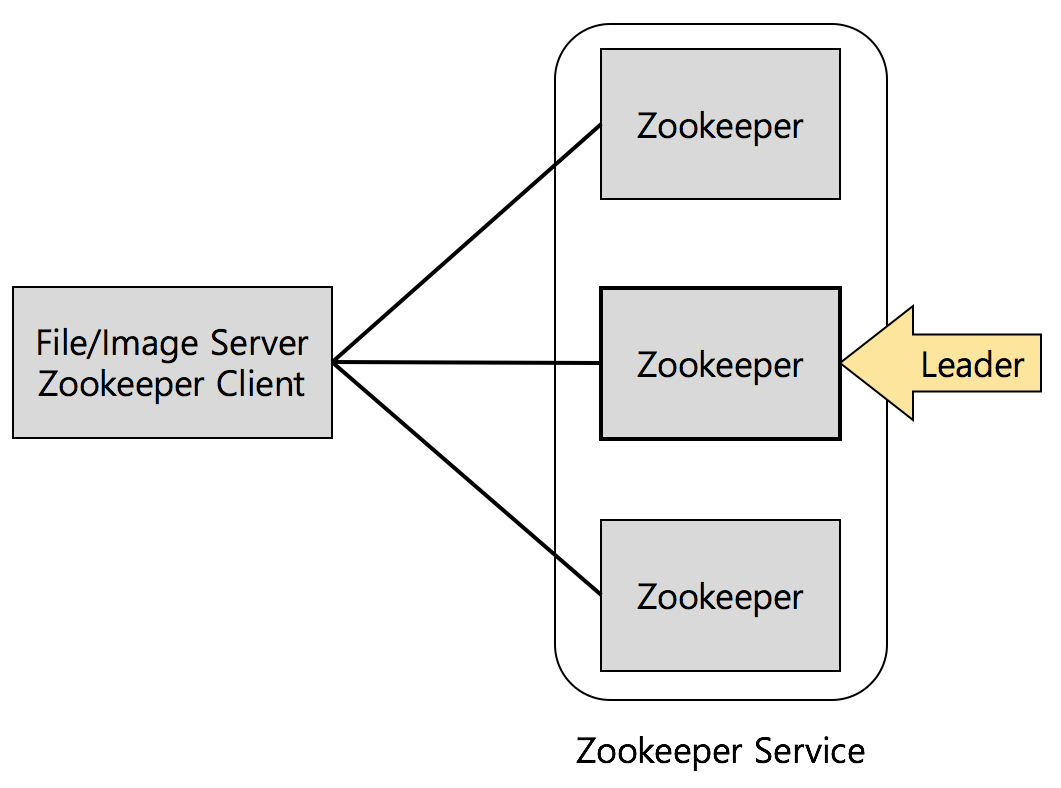 Zookeeper
File/Image Server
Zookeeper Client
Zookeeper
Leader
Zookeeper
Zookeeper Service